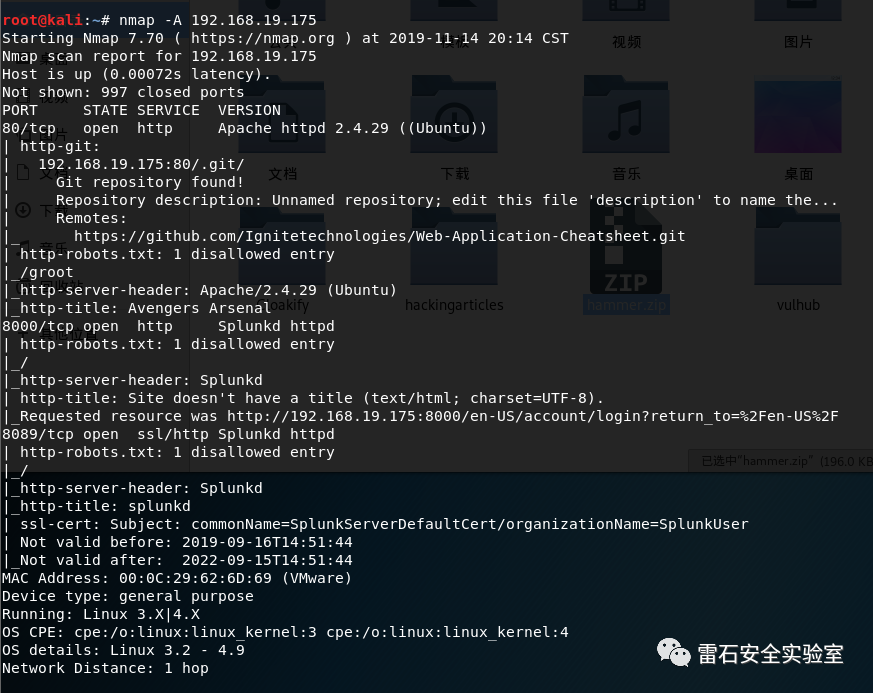 root@kali:~# nmap -A 192.168.19.175
Starting Nmap 7.70 ( https://nmap.org ) at 2019-11-14 20:14 CST
Nmap scan report for 192.168.19.175
Host is up (0.00072s latency).
Not shown: 997 closed ports
PORT     STATE SERVICE  VERSION
80/tcp   open  http     Apache httpd 2.4.29 ((Ubuntu))
| http-git:
|   192.168.19.175:80/.git/
|     Git repository found!
|     Repository description: Unnamed repository; edit this file 'description' to name the...
|     Remotes:
|_      https://github.com/Ignitetechnologies/Web-Application-Cheatsheet.git
| http-robots.txt: 1 disallowed entry
|_/groot
|_http-server-header: Apache/2.4.29 (Ubuntu)
|_http-title: Avengers Arsenal
8000/tcp open  http     Splunkd httpd
| http-robots.txt: 1 disallowed entry
|_/
|_http-server-header: Splunkd
| http-title: Site doesn't have a title (text/html; charset=UTF-8).
|_Requested resource was http://192.168.19.175:8000/en-US/account/login?return_to=%2Fen-US%2F
8089/tcp open  ssl/http Splunkd httpd
| http-robots.txt: 1 disallowed entry
|_/
|_http-server-header: Splunkd
|_http-title: splunkd
| ssl-cert: Subject: commonName=SplunkServerDefaultCert/organizationName=SplunkUser
| Not valid before: 2019-09-16T14:51:44
|_Not valid after:  2022-09-15T14:51:44
MAC Address: 00:0C:29:62:6D:69 (VMware)
Device type: general purpose
Running: Linux 3.X|4.X
OS CPE: cpe:/o:linux:linux_kernel:3 cpe:/o:linux:linux_kernel:4
OS details: Linux 3.2 - 4.9
Network Distance: 1 hop
视频
图片
文档
下载
音乐
桌面
ZIP
hackingarticles
hammer.zip
vulhub
已选中"hammer.zip" (196.0 KB
雷石安全实验室